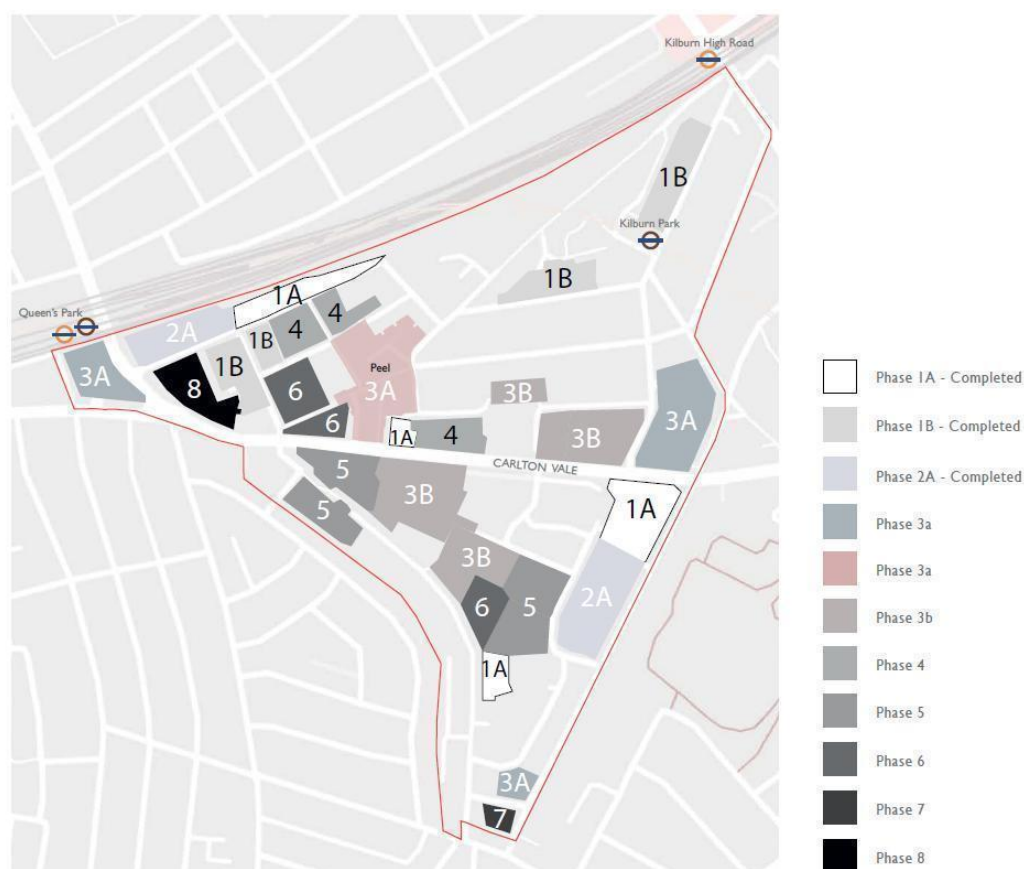 Kilburn High Road
1B
Kilburn Park
1B
1A
Queen's Park
2A
1B
4
4
3A
8
1B
6
Peel
3A
6
1A
4
3B
3B
3A
CARLTON VALE
5
3B
5
1A
3B
6
5
2A
1A
3A
7
Phase 1A - Completed
Phase 1B - Completed
Phase 2A - Completed
Phase 3a
Phase 3a
Phase 3b
Phase 4
Phase 5
Phase 6
Phase 7
Phase 8